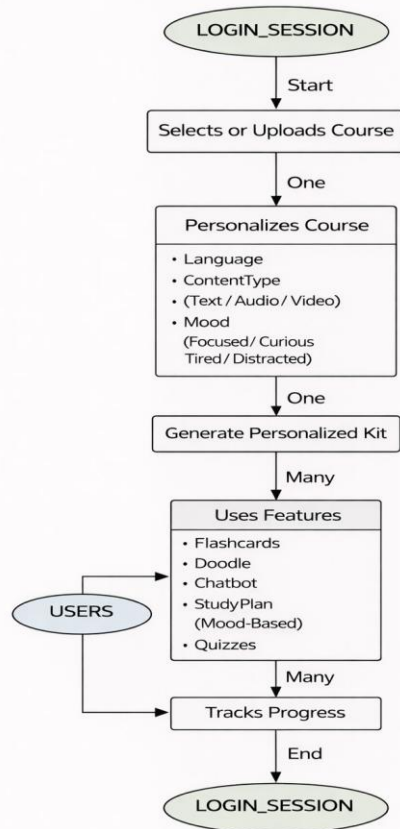 LOGIN_SESSION
Start
Selects or Uploads Course
One
Personalizes Course
• Language
• ContentType
• (Text / Audio / Video)
• Mood
(Focused / Curious
Tired / Distracted)
One
Generate Personalized Kit
Many
Uses Features
• Flashcards
• Doodle
• Chatbot
• StudyPlan
(Mood-Based)
• Quizzes
USERS
Many
Tracks Progress
End
LOGIN_SESSION